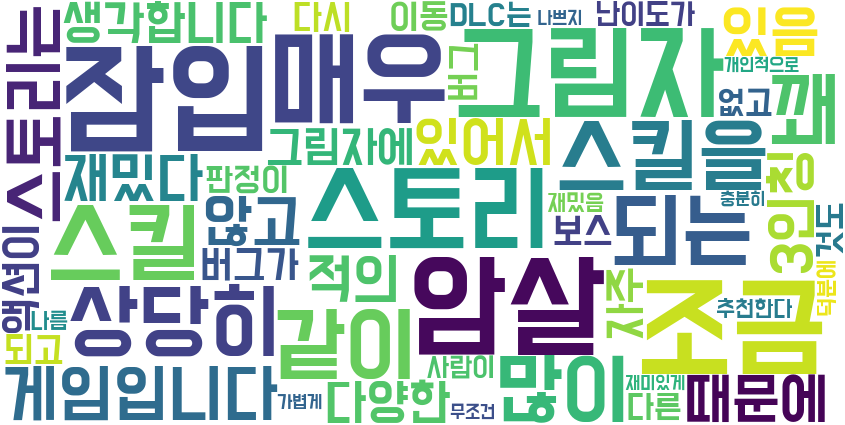 생각합니다
다시
이동
DLC는
나쁘지
난이도가
있음
스토리는
잠입
매우
버그
그림자
개인적으로
없고
꽤
그림자에
있어서
스킬을
재밌다
판정이
충분히
3인칭
스킬
않고
스토리
재밌음
보스
되는
것도
액션이
버그가
적의
암살
자주
조금
덕분에
나름
상당히
같이
추천한다
되고
사람이
게임입니다
가볍게
다양한
무조건
많이
재미있게
다른
때문에